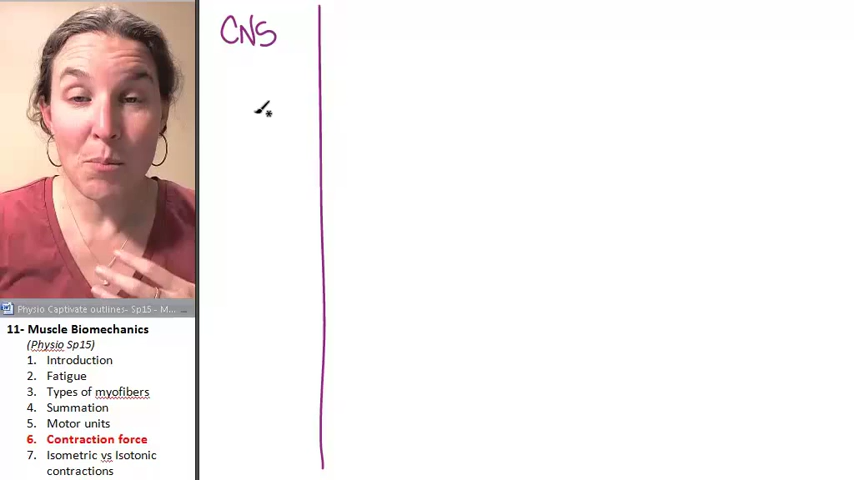 CNS
Physio Captivate outlines- Sp15 - M...
11- Muscle Biomechanics
(Physio Sp15)
1. Introduction
2. Fatigue
3. Types of myofibers
4. Summation
5. Motor units
6. Contraction force
7. Isometric vs Isotonic
contractions